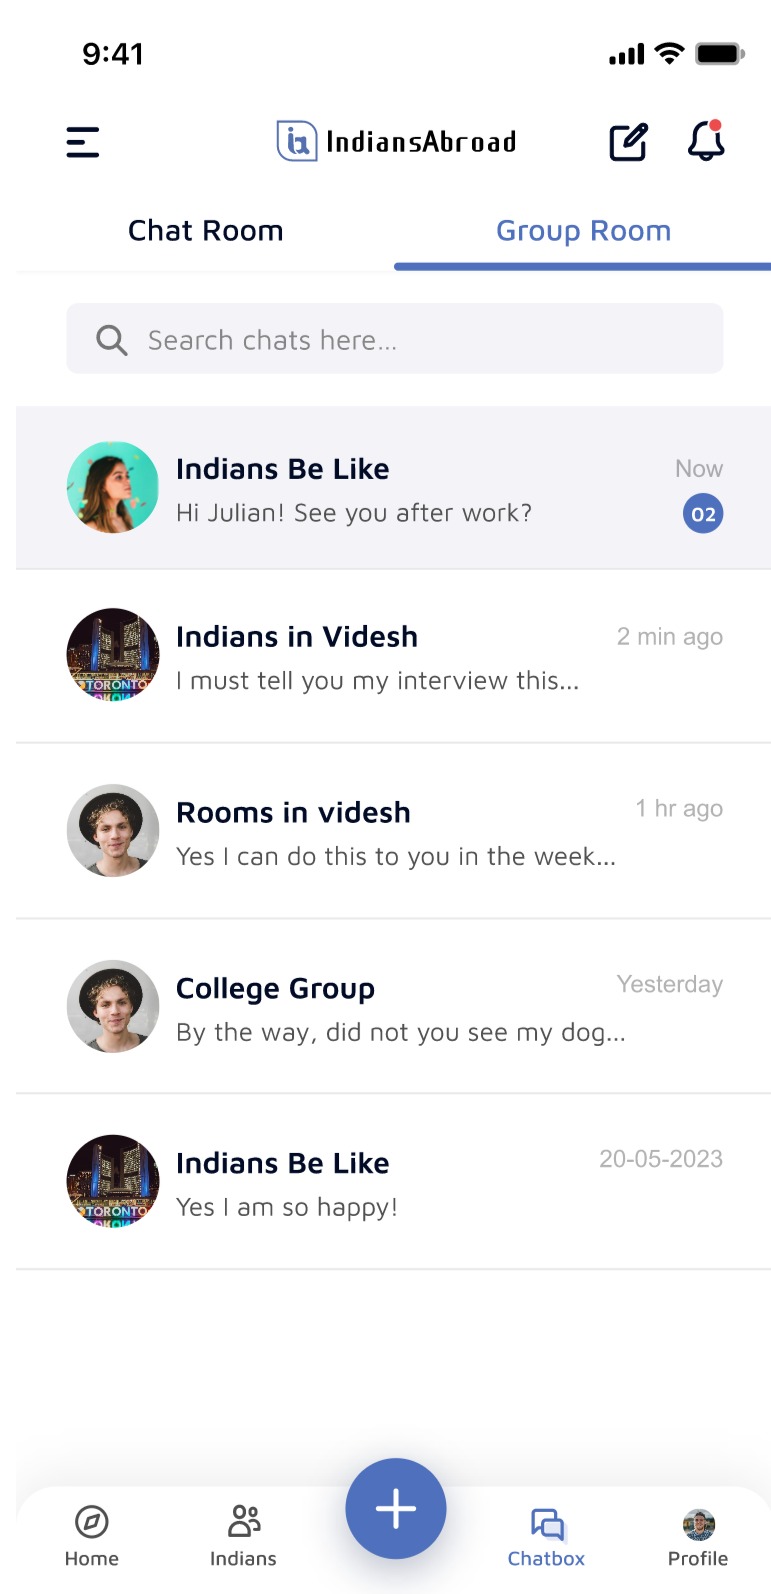 9:41
IndiansAbroad
Chat Room
Group Room
Search chats here...
Indians Be Like
Now
Hi Julian! See you after work?
02
Indians in Videsh
2 min ago
I must tell you my interview this...
TORONTO
Rooms in videsh
1 hr ago
Yes I can do this to you in the week...
College Group
Yesterday
By the way, did not you see my dog...
Indians Be Like
20-05-2023
Yes I am so happy!
TORONTO
Home
Indians
Chatbox
Profile